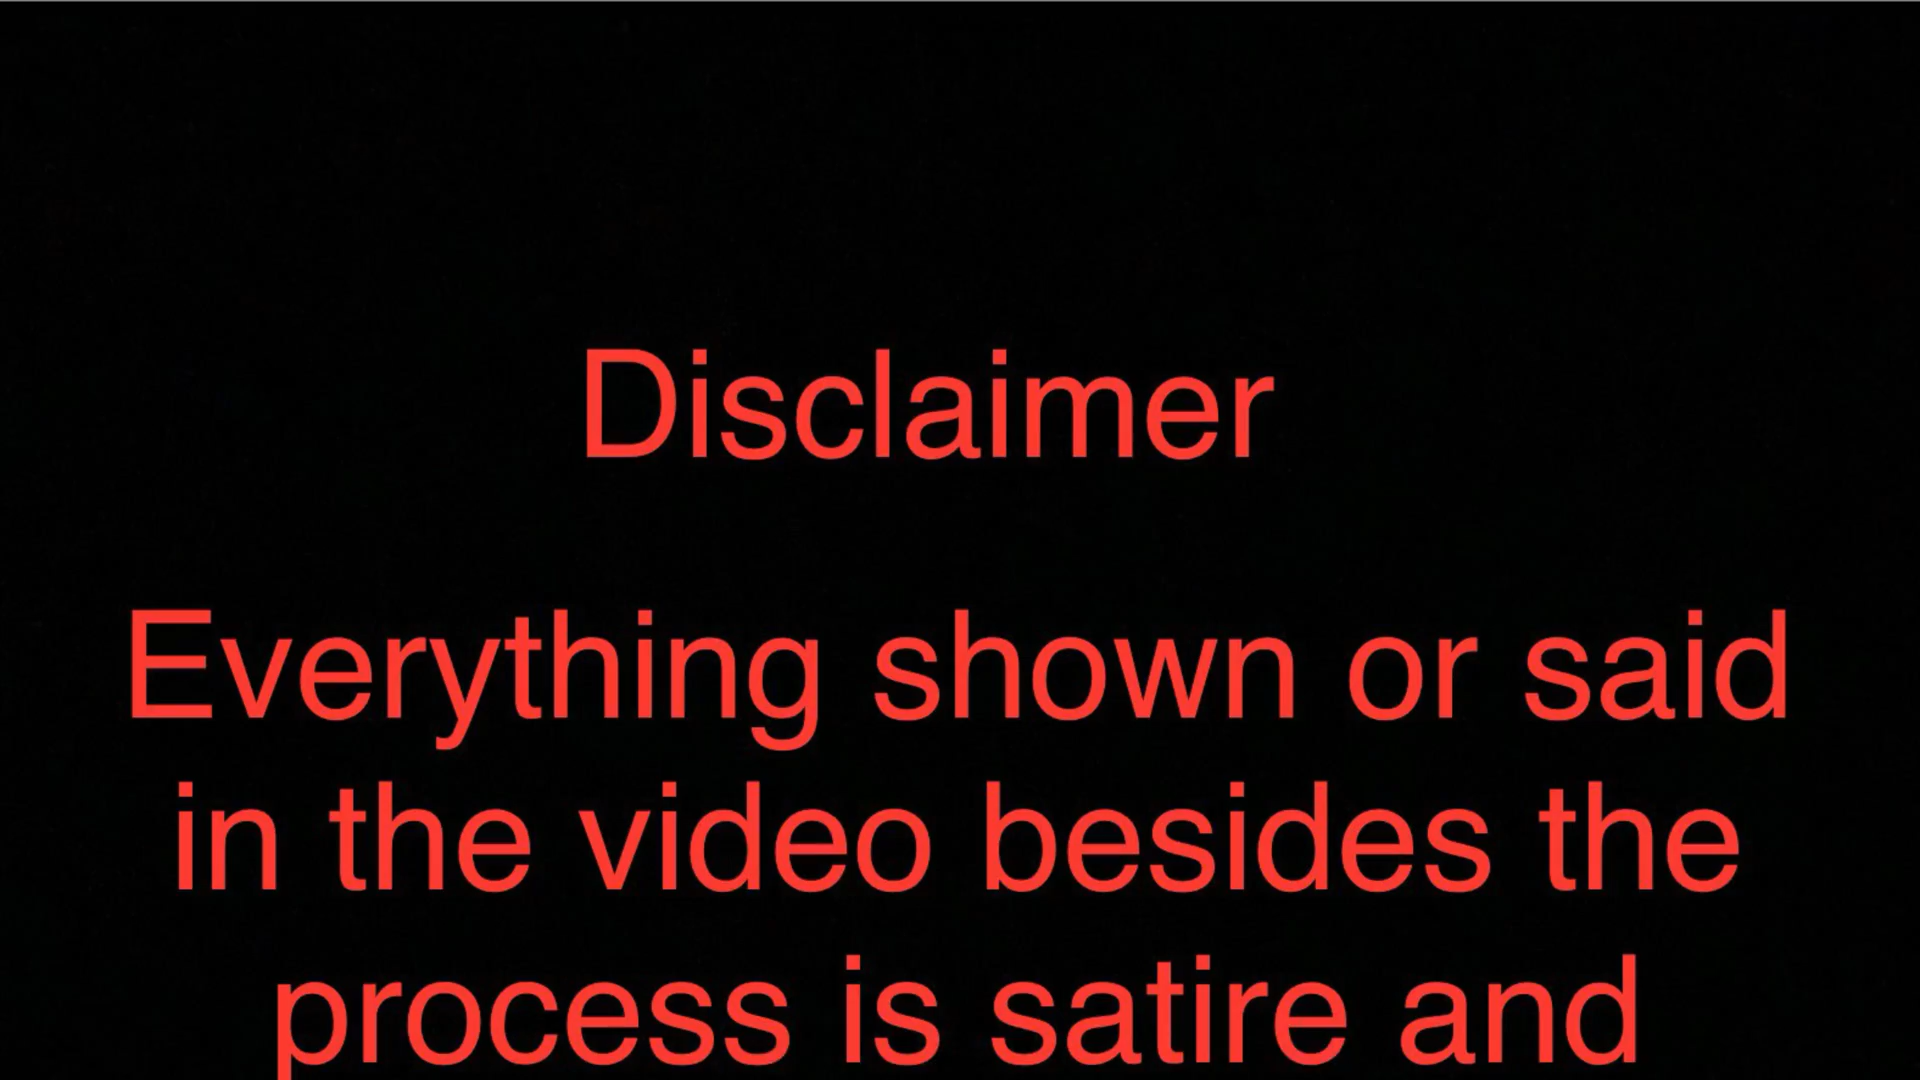 Disclaimer
Everything shown or said
in the video besides the
process is satire and